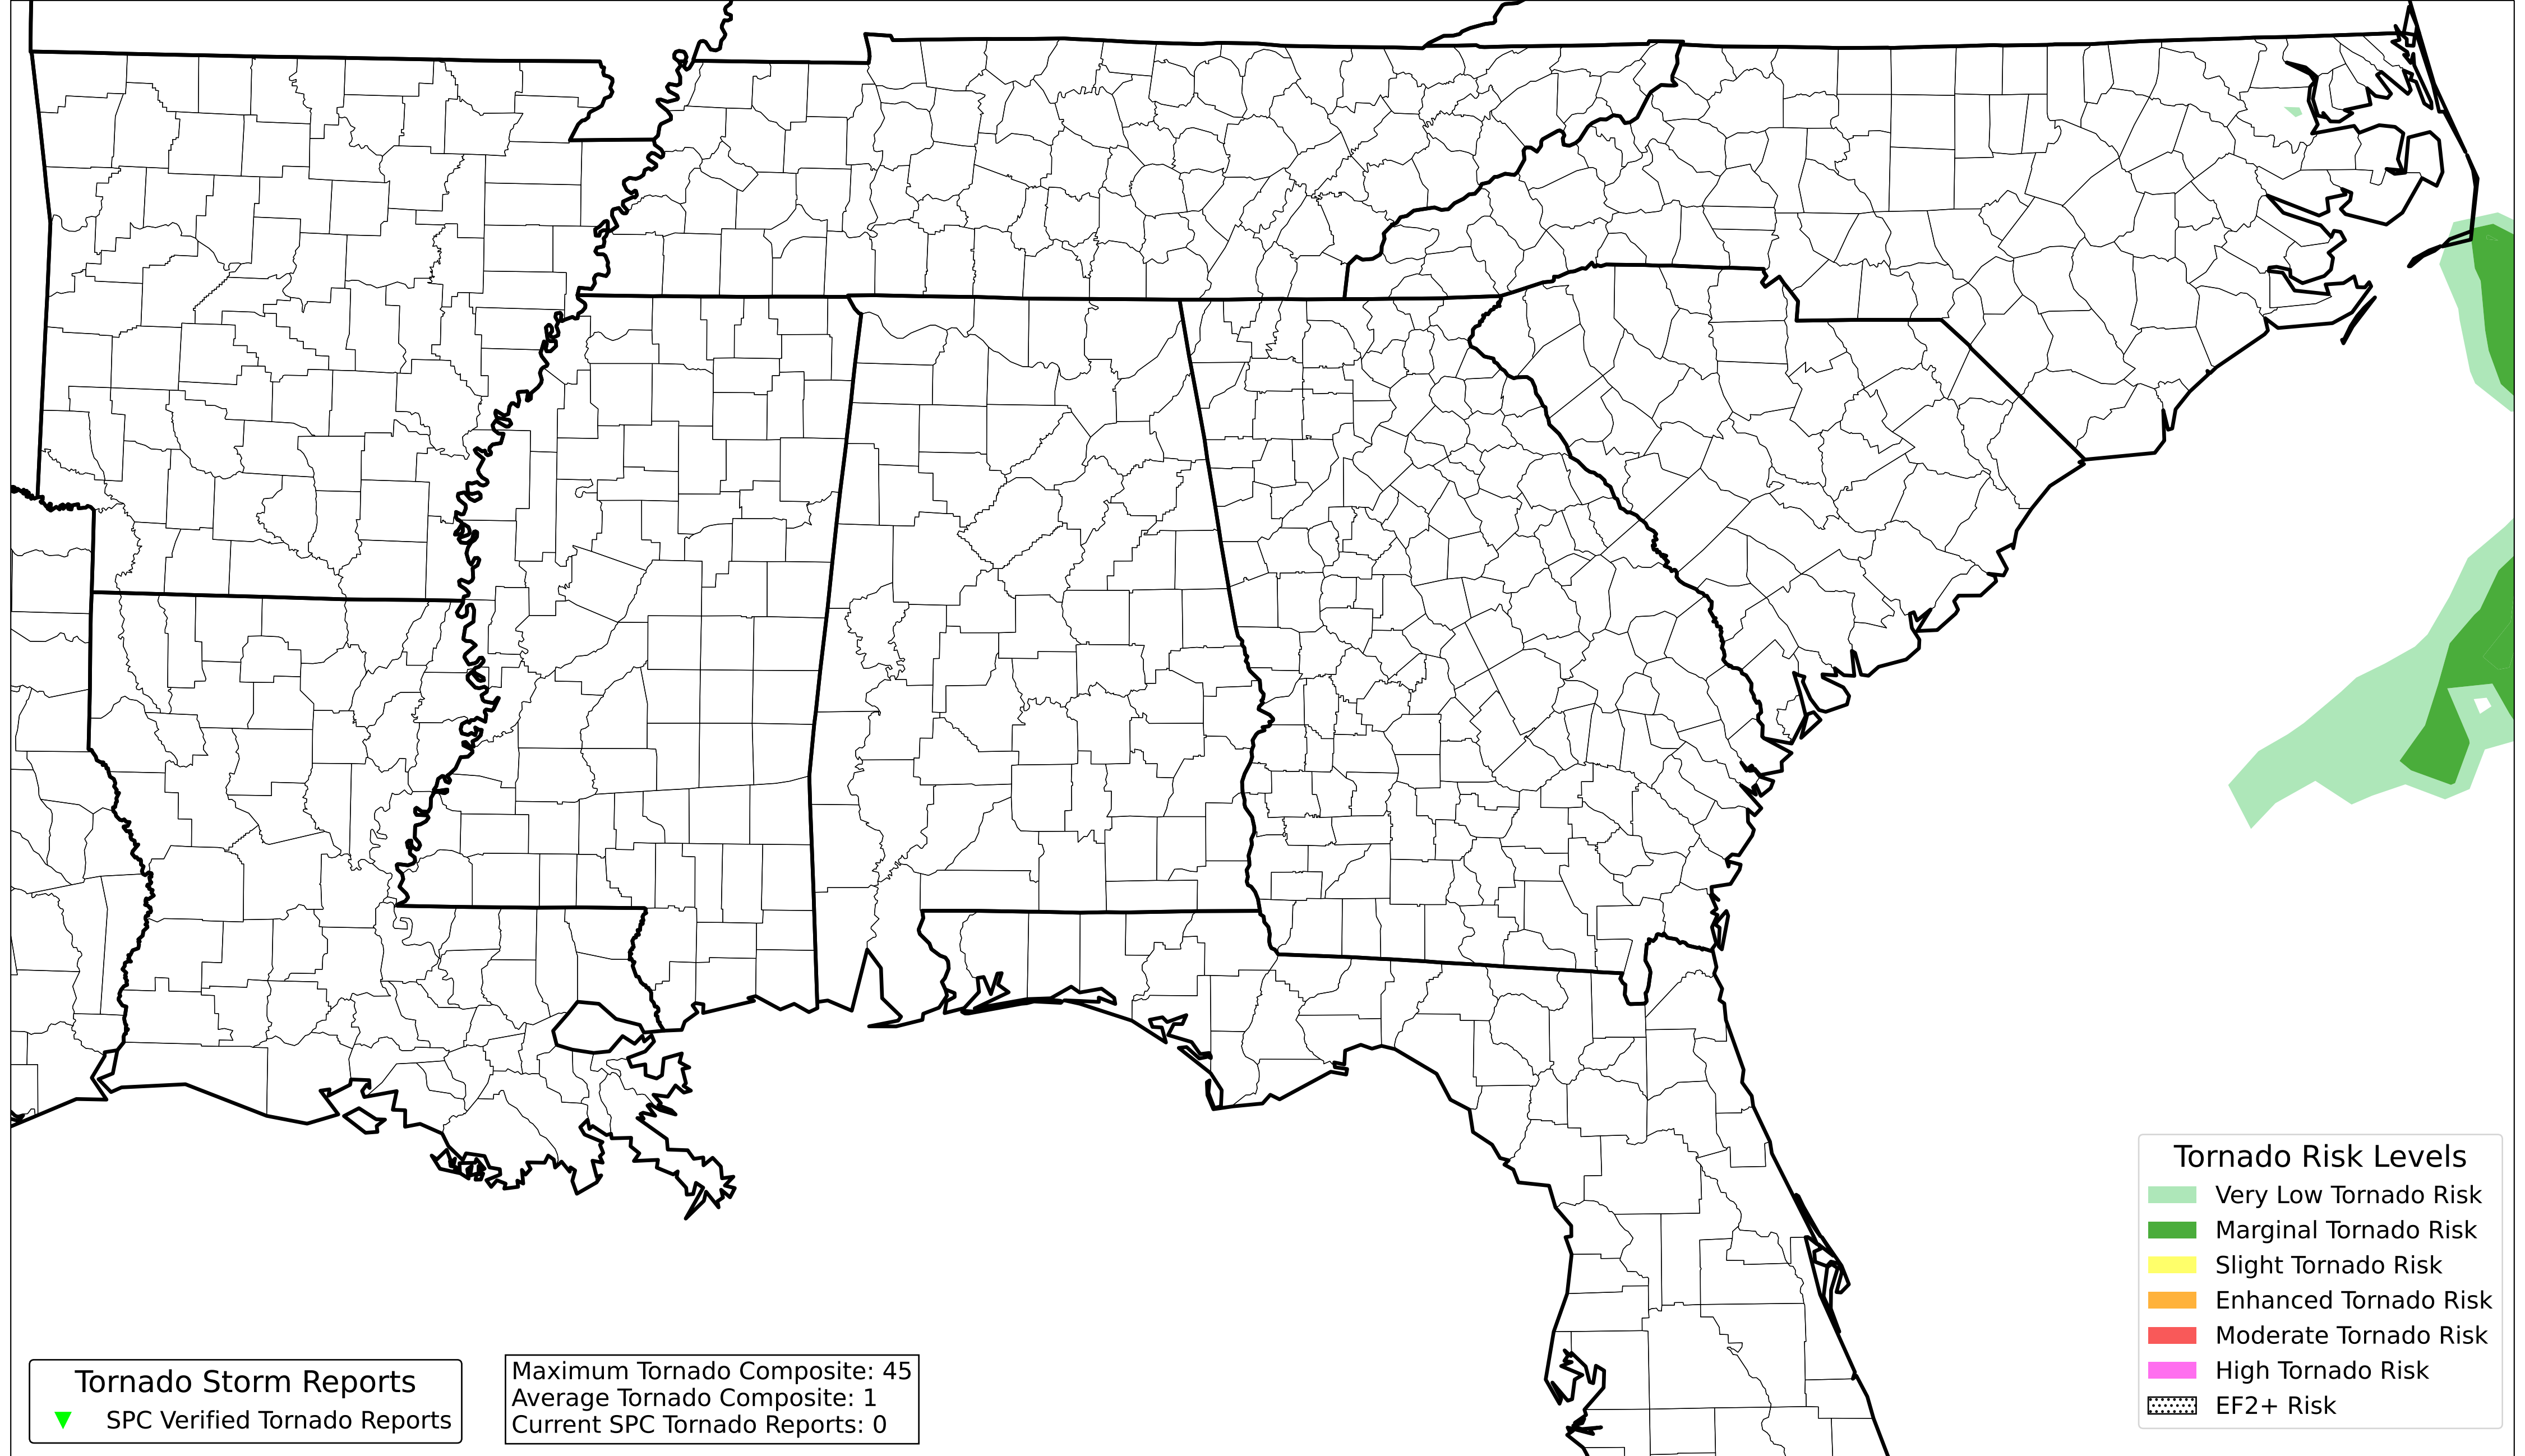 Tornado Risk Levels
Very Low Tornado Risk
Marginal Tornado Risk
Slight Tornado Risk
Enhanced Tornado Risk
Moderate Tornado Risk
High Tornado Risk
EF2+ Risk
Tornado Storm Reports
SPC Verified Tornado Reports
Maximum Tornado Composite: 45
Average Tornado Composite: 1
Current SPC Tornado Reports: 0